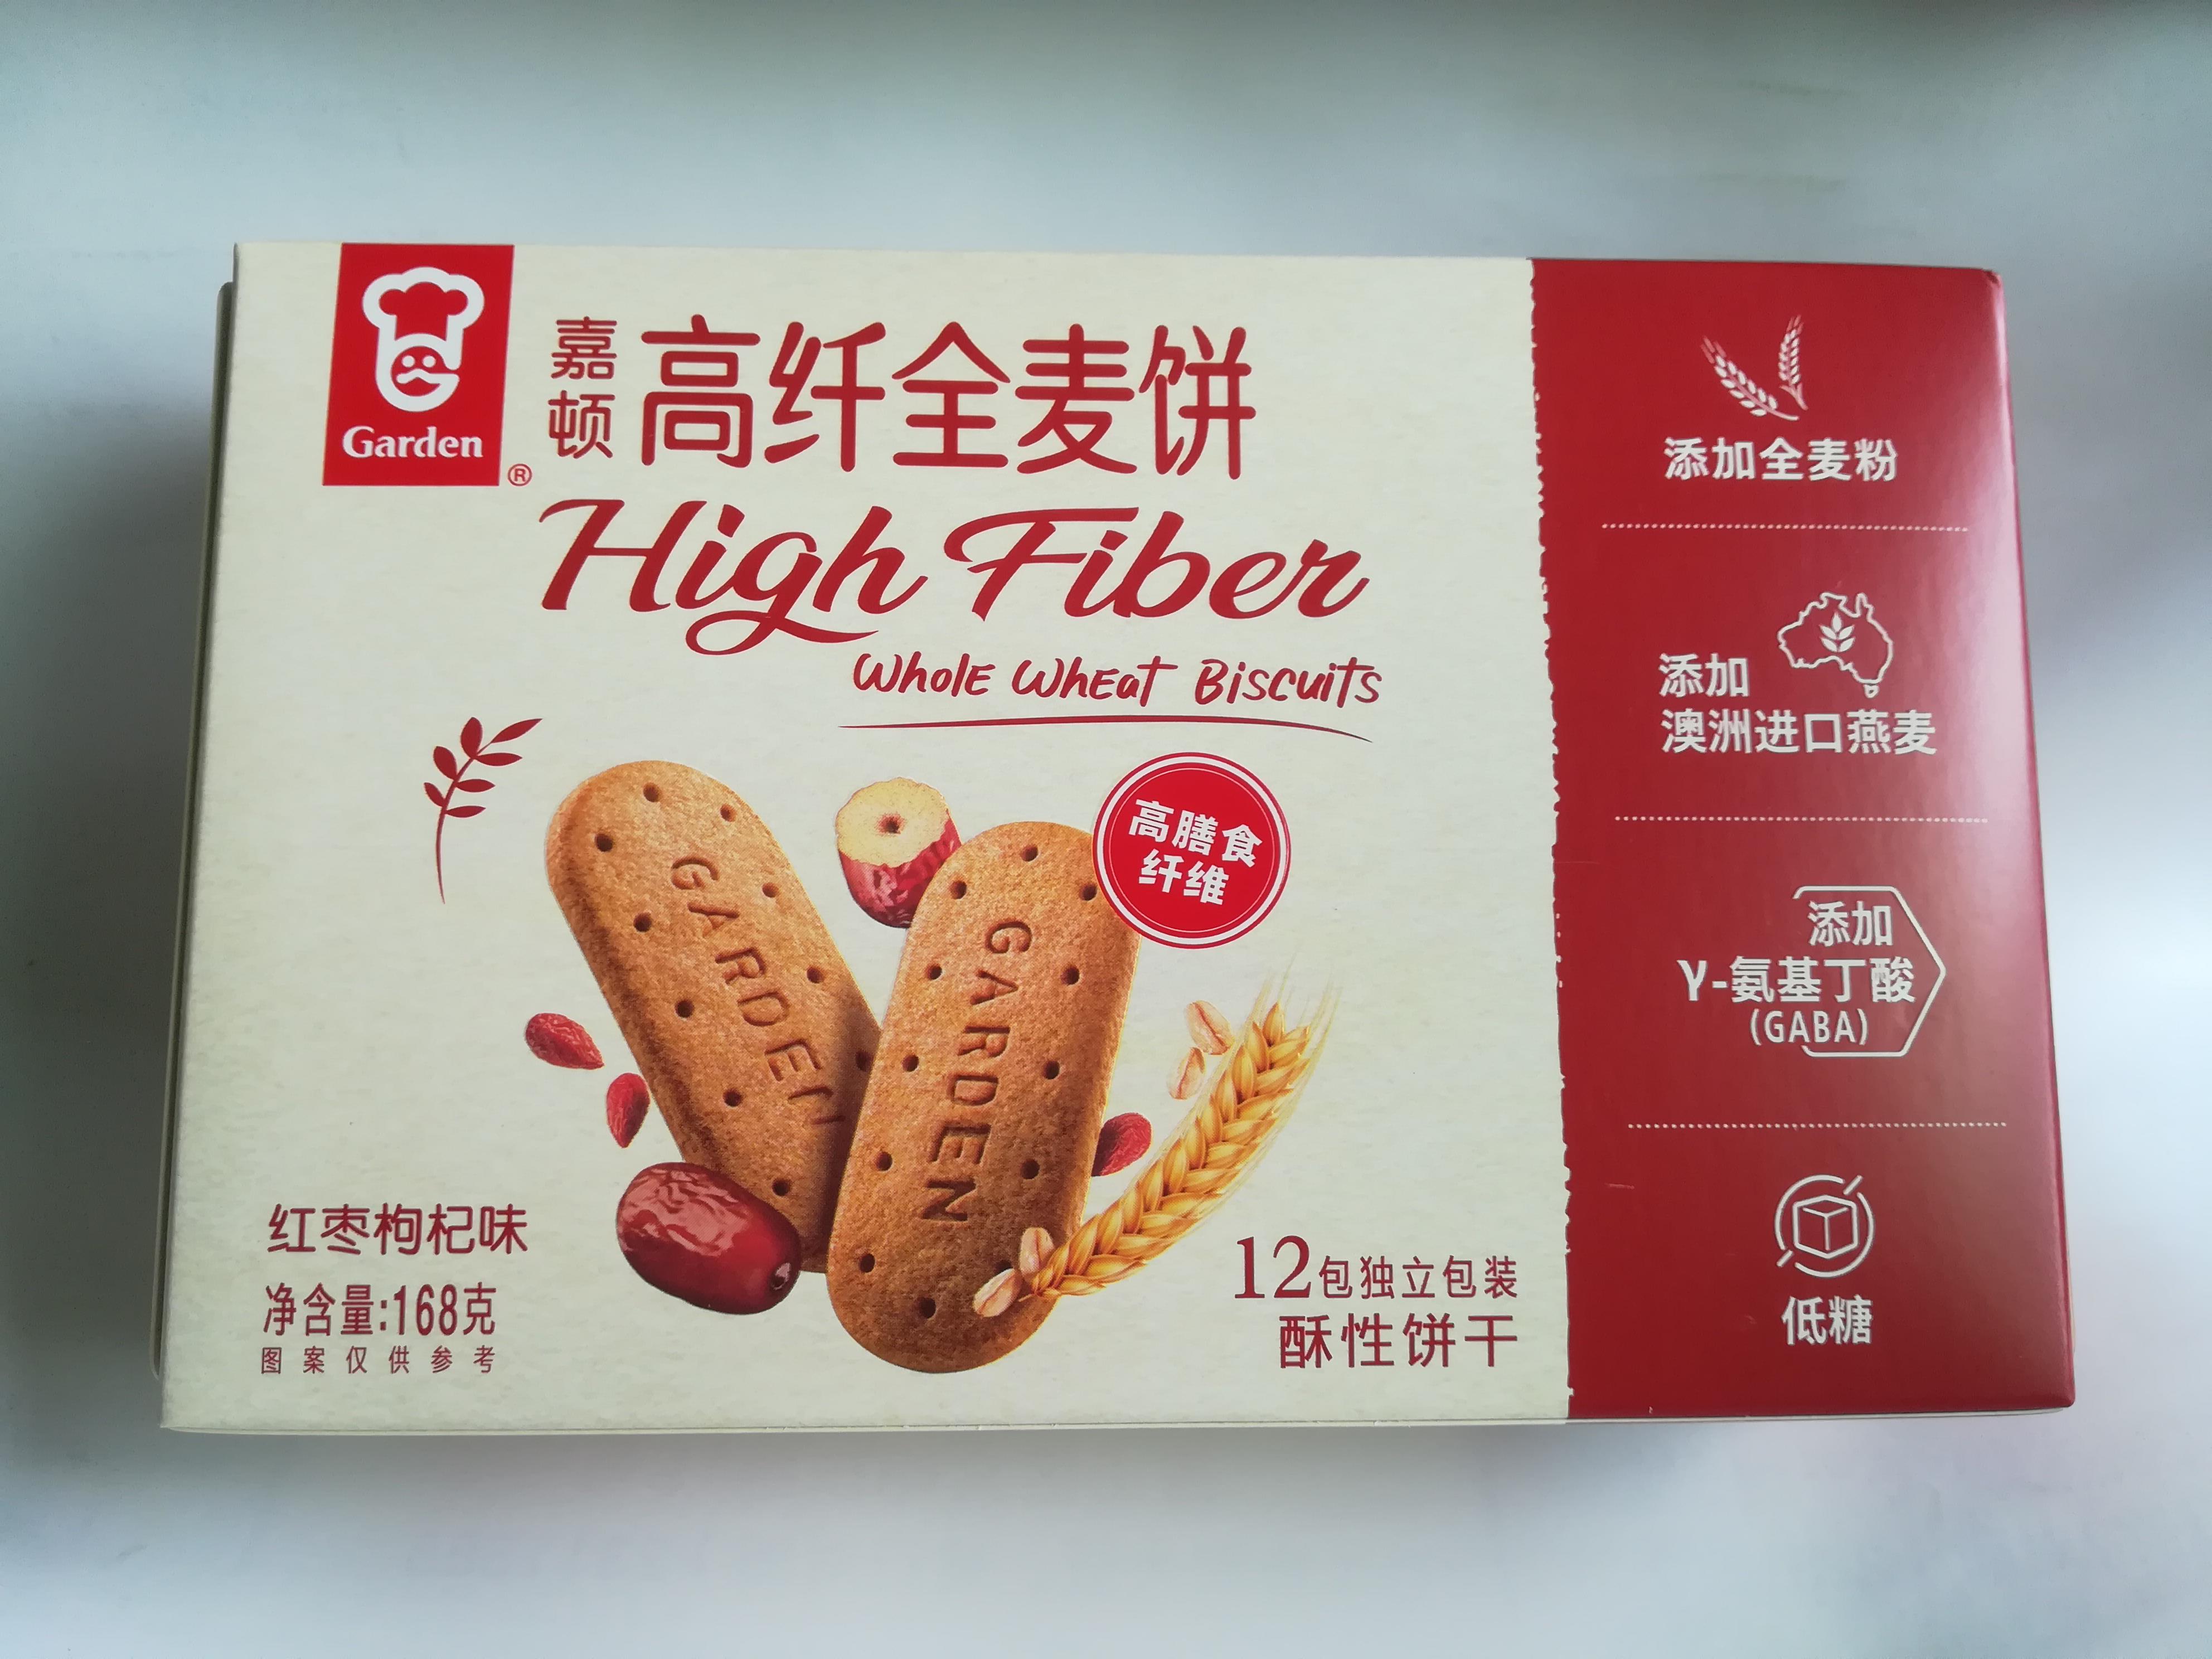 Garden
®
嘉顿
高纤全麦饼
High Fiber
Whole Wheat Biscuits
高膳食
纤维
GARDEN
GARDEN
红枣枸杞味
净含量:168克
图案仅供参考
12包独立包装
酥性饼干
添加全麦粉
添加
澳洲进口燕麦
添加
γ-氨基丁酸
(GABA)
低糖